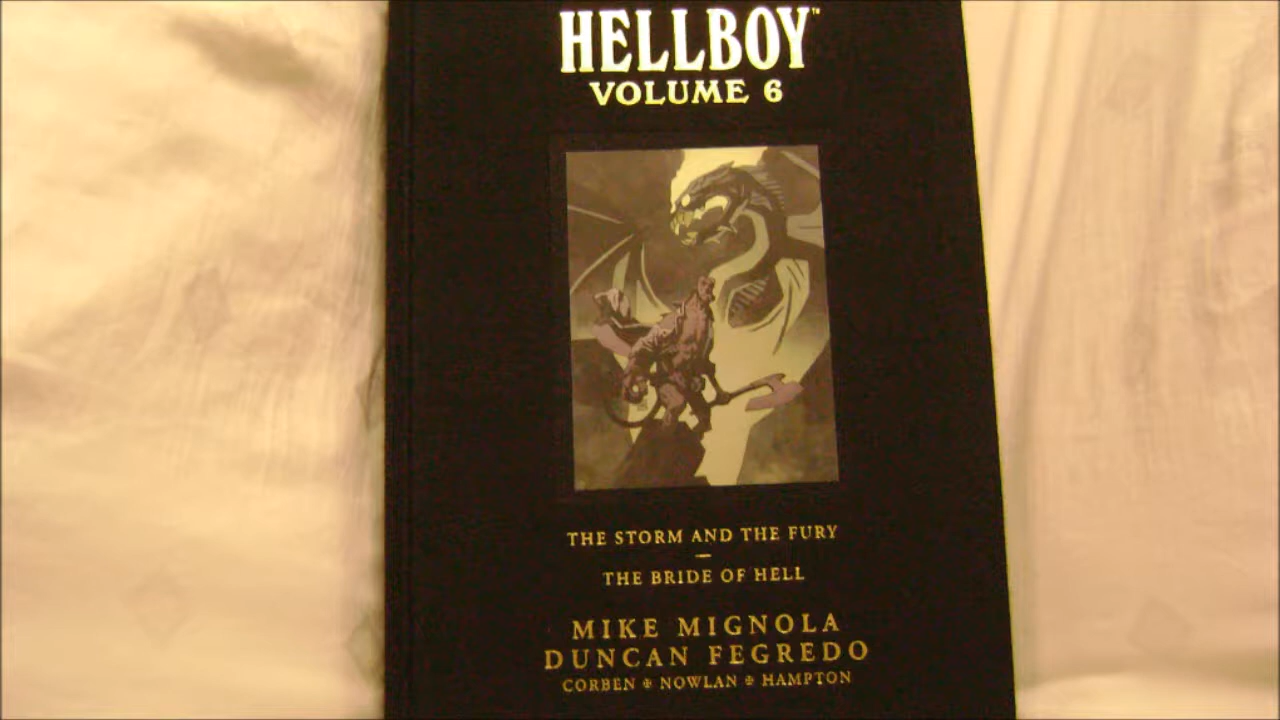 HELLBOY™
VOLUME 6
THE STORM AND THE FURY
—
THE BRIDE OF HELL
MIKE MIGNOLA
DUNCAN FEGREDO
CORBEN ✠ NOWLAN ✠ HAMPTON